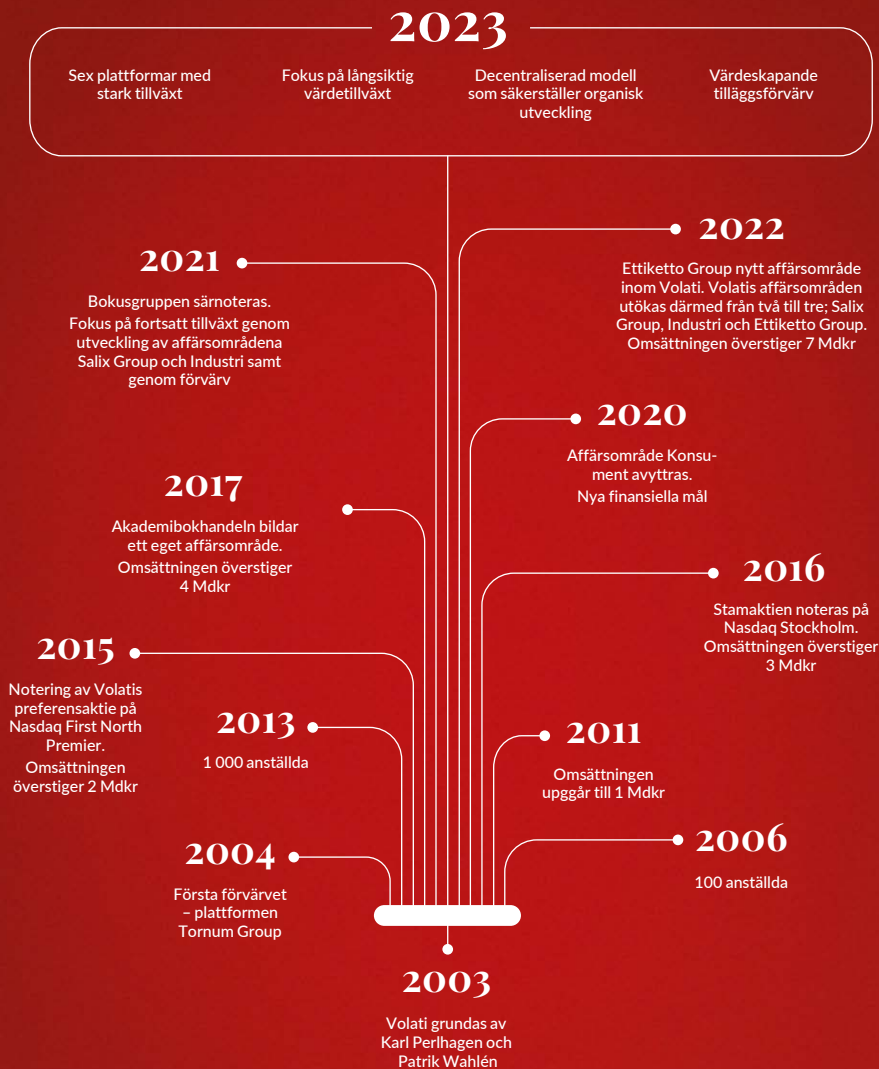 2023
Sex plattformar med
stark tillväxt
Fokus på långsiktig
värdetillväxt
Decentraliserad modell
som säkerställer organisk
utveckling
Värdeskapande
tilläggsförvärv
2022
Ettiketto Group nytt affärsområde
inom Volati. Volatis affärsområden
utökas därmed från två till tre; Salix
Group, Industri och Ettiketto Group.
Omsättningen överstiger 7 Mdkr
2021
Bokusgruppen särnoteras.
Fokus på fortsatt tillväxt genom
utveckling av affärsområdena
Salix Group och Industri samt
genom förvärv
2020
Affärsområde Konsu-
ment avyttras.
Nya finansiella mål
2017
Akademibokhandeln bildar
ett eget affärsområde.
Omsättningen överstiger
4 Mdkr
2016
Stamaktien noteras på
Nasdaq Stockholm.
Omsättningen överstiger
3 Mdkr
2015
Notering av Volatis
preferensaktie på
Nasdaq First North
Premier.
Omsättningen
överstiger 2 Mdkr
2013
1 000 anställda
2011
Omsättningen
uppgår till 1 Mdkr
2006
100 anställda
2004
Första förvärvet
– plattformen
Tornum Group
2003
Volati grundas av
Karl Perlhagen och
Patrik Wahlén